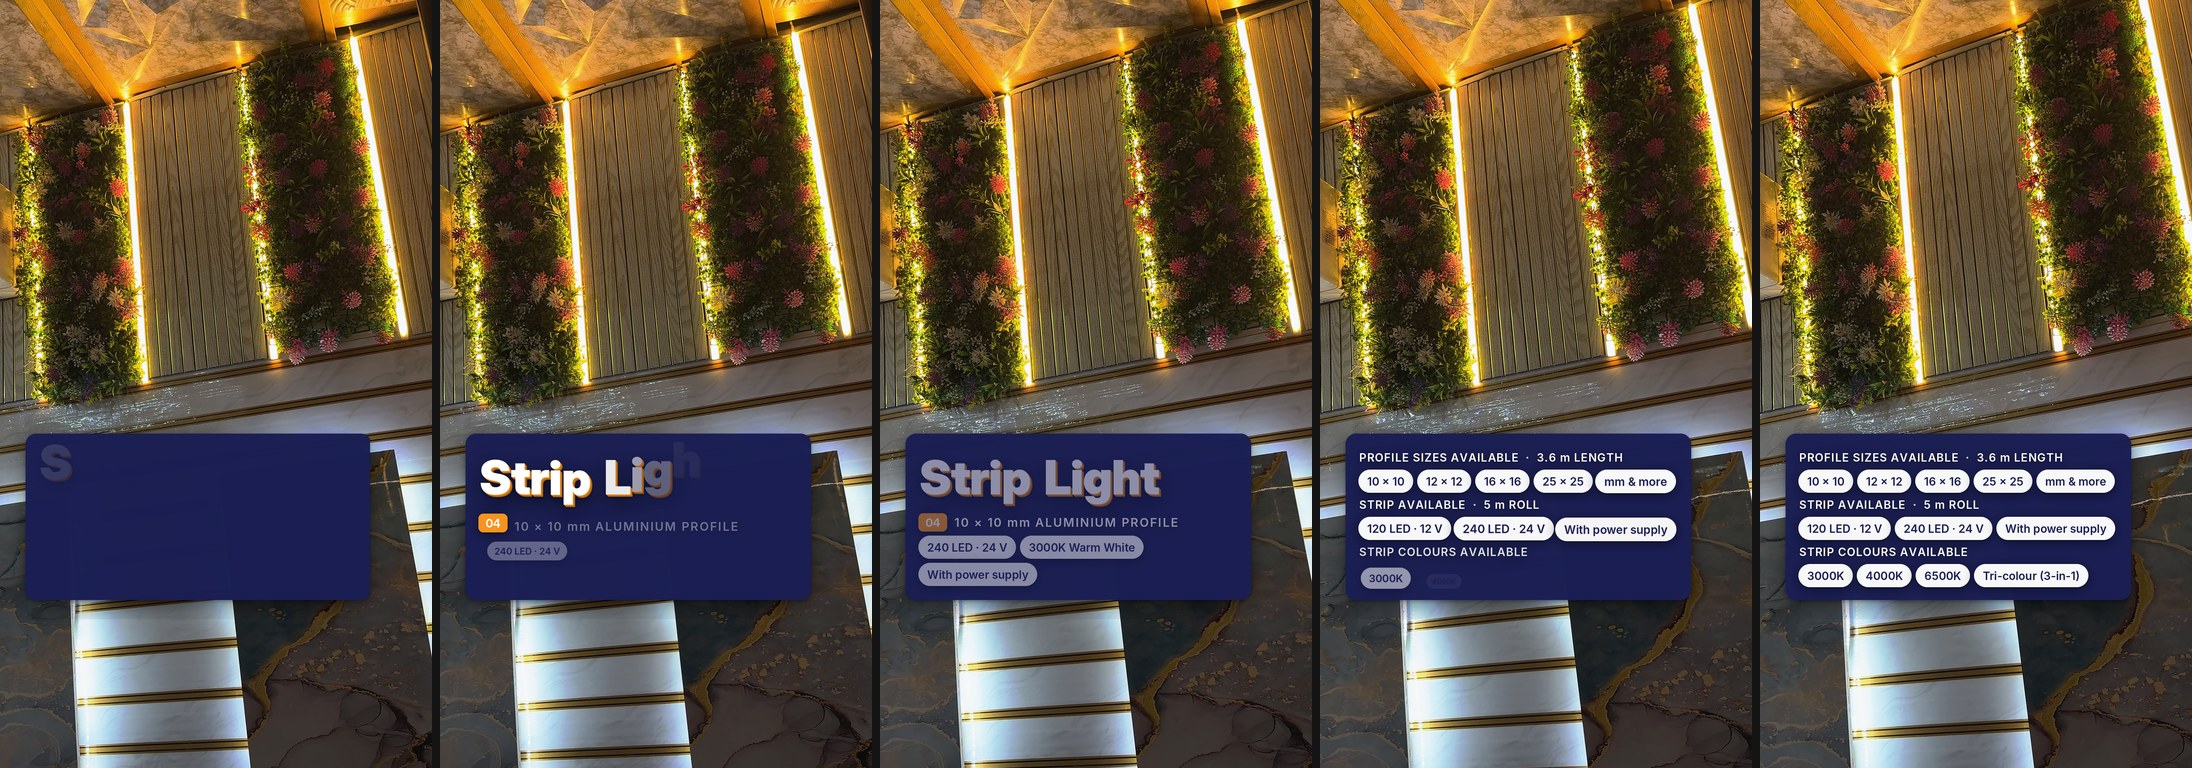 S
Strip Ligh
04 10 × 10 mm ALUMINIUM PROFILE
240 LED · 24 V
Strip Light
04 10 × 10 mm ALUMINIUM PROFILE
240 LED · 24 V 3000K Warm White
With power supply
PROFILE SIZES AVAILABLE · 3.6 m LENGTH
10 × 10 12 × 12 16 × 16 25 × 25 mm & more
STRIP AVAILABLE · 5 m ROLL
120 LED · 12 V 240 LED · 24 V With power supply
STRIP COLOURS AVAILABLE
3000K
PROFILE SIZES AVAILABLE · 3.6 m LENGTH
10 × 10 12 × 12 16 × 16 25 × 25 mm & more
STRIP AVAILABLE · 5 m ROLL
120 LED · 12 V 240 LED · 24 V With power supply
STRIP COLOURS AVAILABLE
3000K 4000K 6500K Tri-colour (3-in-1)